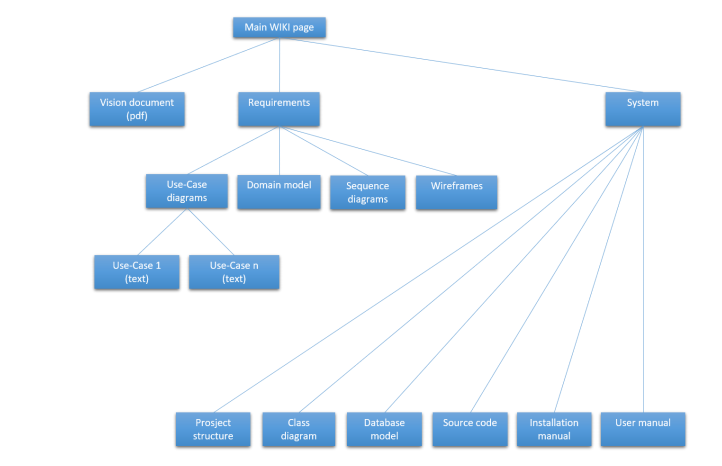 Main WIKI page
Vision document
(pdf)
Requirements
System
Use-Case
diagrams
Domain model
Sequence
diagrams
Wireframes
Use-Case 1
(text)
Use-Case n
(text)
Prosject
structure
Class
diagram
Database
model
Source code
Installation
manual
User manual